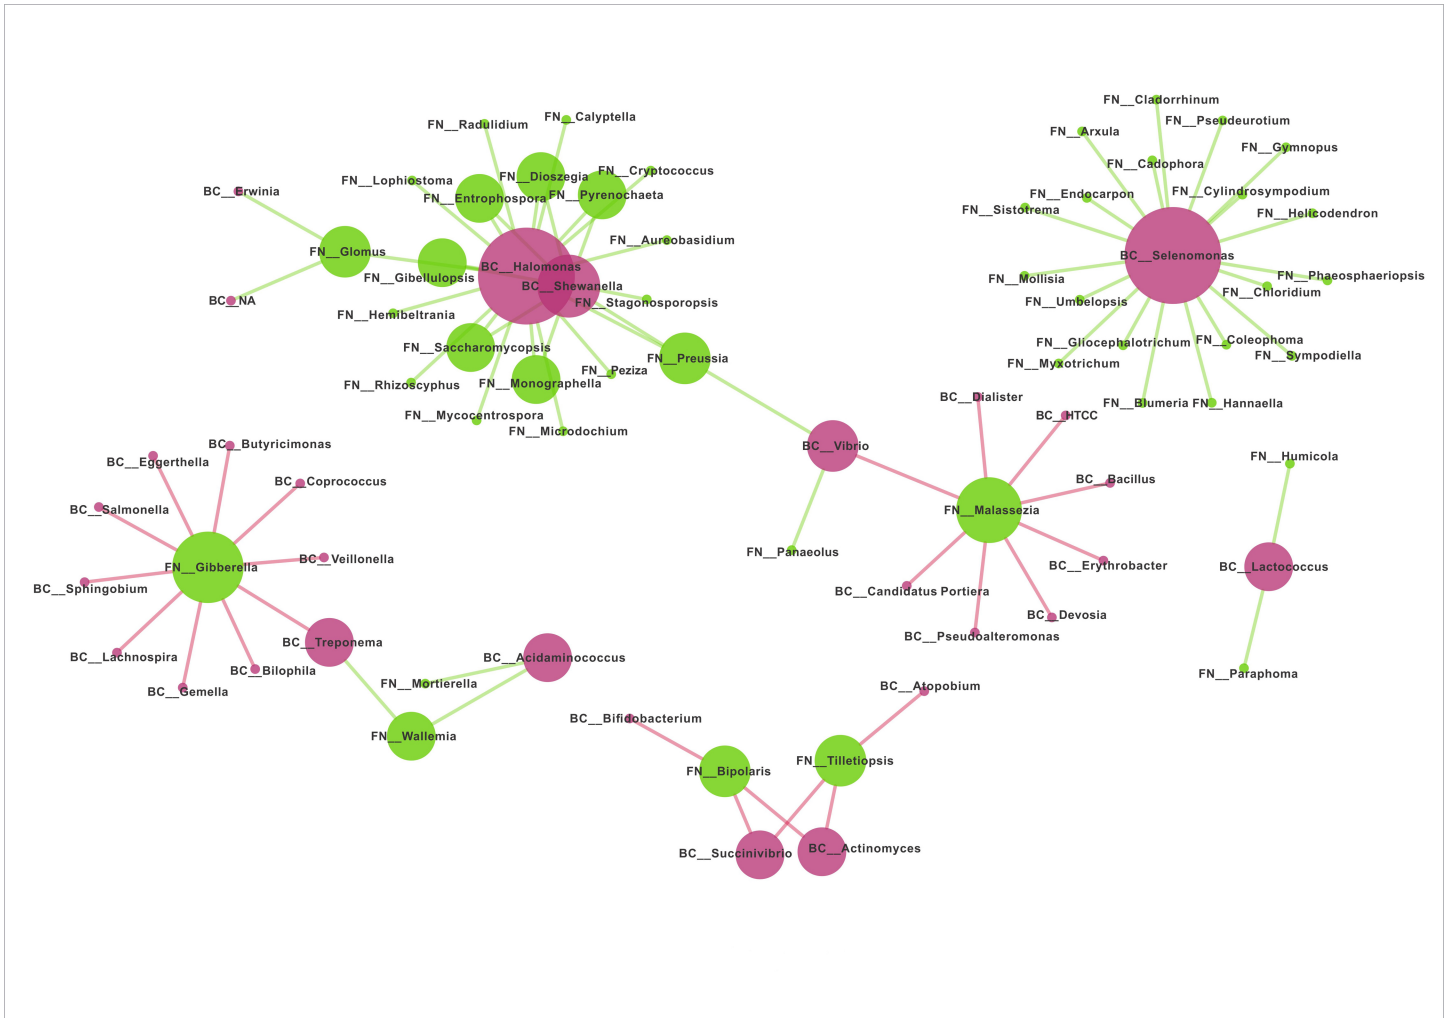 FN__Cladorrhinum
FN__Calyptella
FN__Radulidium
FN__Pseudeurotium
FN__Arxula
FN__Gymnopus
FN__Cadophora
FN__Cryptococcus
FN__Dioszegia
FN__Lophiostoma
BC__Erwinia
FN__Cylindrosympodium
FN__Endocarpon
FN__Pyrenochaeta
FN__Entrophospora
FN__Sistotrema
FN__Helicodendron
FN__Aureobasidium
FN__Glomus
BC__Selenomonas
BC__Halomonas
FN__Gibellulopsis
FN__Mollisia
FN__Phaeosphaeriopsis
BC__Shewanella
FN__Chloridium
BC__NA
FN__Umbelopsis
FN__Stagonosporopsis
FN__Hemibeltrania
FN__Coleophoma
FN__Gliocephalotrichum
FN__Saccharomycopsis
FN__Sympodiella
FN__Preussia
FN__Myxotrichum
FN__Peziza
FN__Rhizoscyphus
FN__Monographella
BC__Dialister
FN__Blumeria
FN__Hannaella
BC__HTCC
FN__Mycocentrospora
FN__Microdochium
BC__Butyricimonas
BC__Vibrio
FN__Humicola
BC__Eggerthella
BC__Bacillus
BC__Coprococcus
BC__Salmonella
FN__Malassezia
FN__Panaeolus
BC__Veillonella
BC__Erythrobacter
FN__Gibberella
BC__Lactococcus
BC__Sphingobium
BC__Candidatus Portiera
BC__Devosia
BC__Pseudoalteromonas
BC__Treponema
BC__Lachnospira
BC__Acidaminococcus
BC__Bilophila
FN__Paraphoma
FN__Mortierella
BC__Atopobium
BC__Gemella
BC__Bifidobacterium
FN__Wallemia
FN__Tilletiopsis
FN__Bipolaris
BC__Actinomyces
BC__Succinivibrio